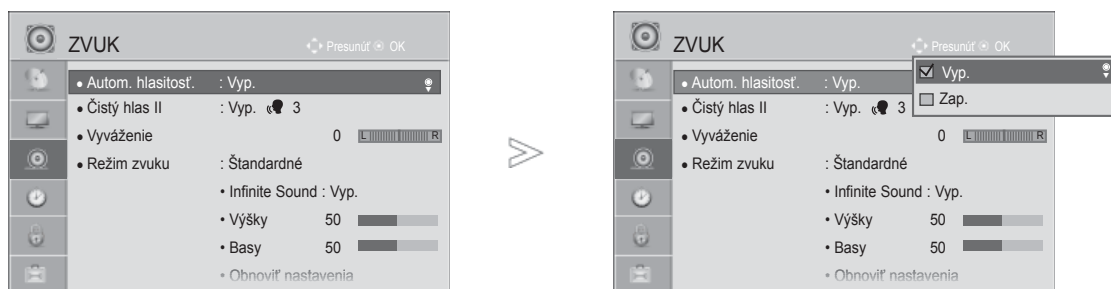 ZVUK
Presunúť OK
• Autom. hlasitosť. : Vyp.
• Čistý hlas II : Vyp. 3
• Vyváženie 0 L R
• Režim zvuku : Štandardné
• Infinite Sound : Vyp.
• Výšky 50
• Basy 50
• Obnoviť nastavenia
ZVUK
Presunúť OK
• Autom. hlasitosť. : Vyp.
• Čistý hlas II : Vyp. 3
• Vyváženie 0 L R
• Režim zvuku : Štandardné
• Infinite Sound : Vyp.
• Výšky 50
• Basy 50
• Obnoviť nastavenia
Vyp.
Zap.